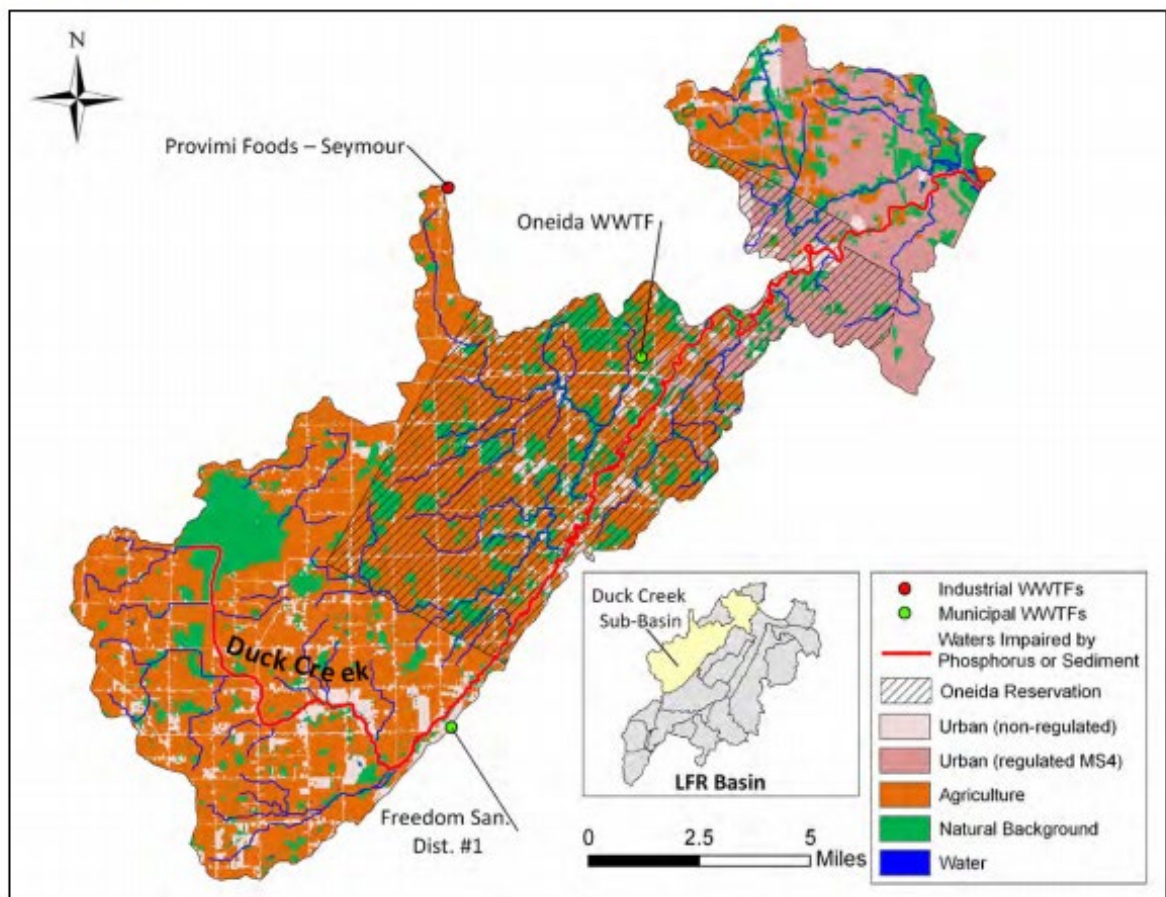 N
Provimi Foods – Seymour
Oneida WWTF
Duck Creek
Freedom San.
Dist. #1
Duck Creek
Sub-Basin
LFR Basin
0 2.5 5
Miles
Industrial WWTFs
Municipal WWTFs
Waters Impaired by
Phosphorus or Sediment
Oneida Reservation
Urban (non-regulated)
Urban (regulated MS4)
Agriculture
Natural Background
Water